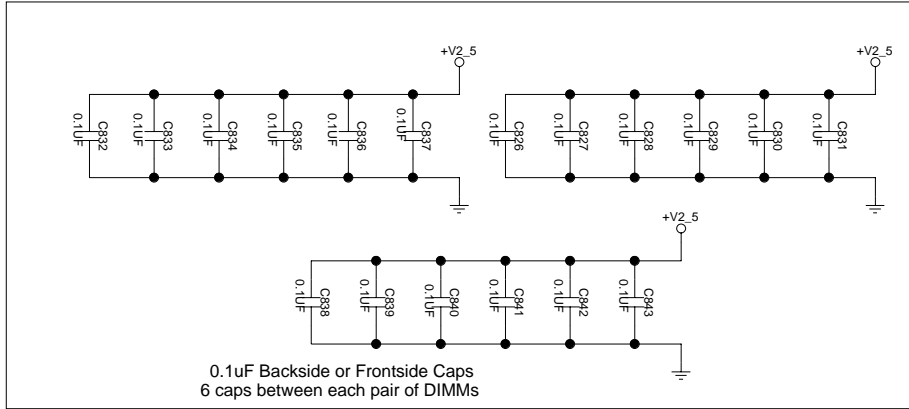 +V2_5
C832
0.1UF
C833
0.1UF
C834
0.1UF
C835
0.1UF
C836
0.1UF
C837
0.1UF
+V2_5
C826
0.1UF
C827
0.1UF
C828
0.1UF
C829
0.1UF
C830
0.1UF
C831
0.1UF
+V2_5
C838
0.1UF
C839
0.1UF
C840
0.1UF
C841
0.1UF
C842
0.1UF
C843
0.1UF
0.1uF Backside or Frontside Caps
6 caps between each pair of DIMMs